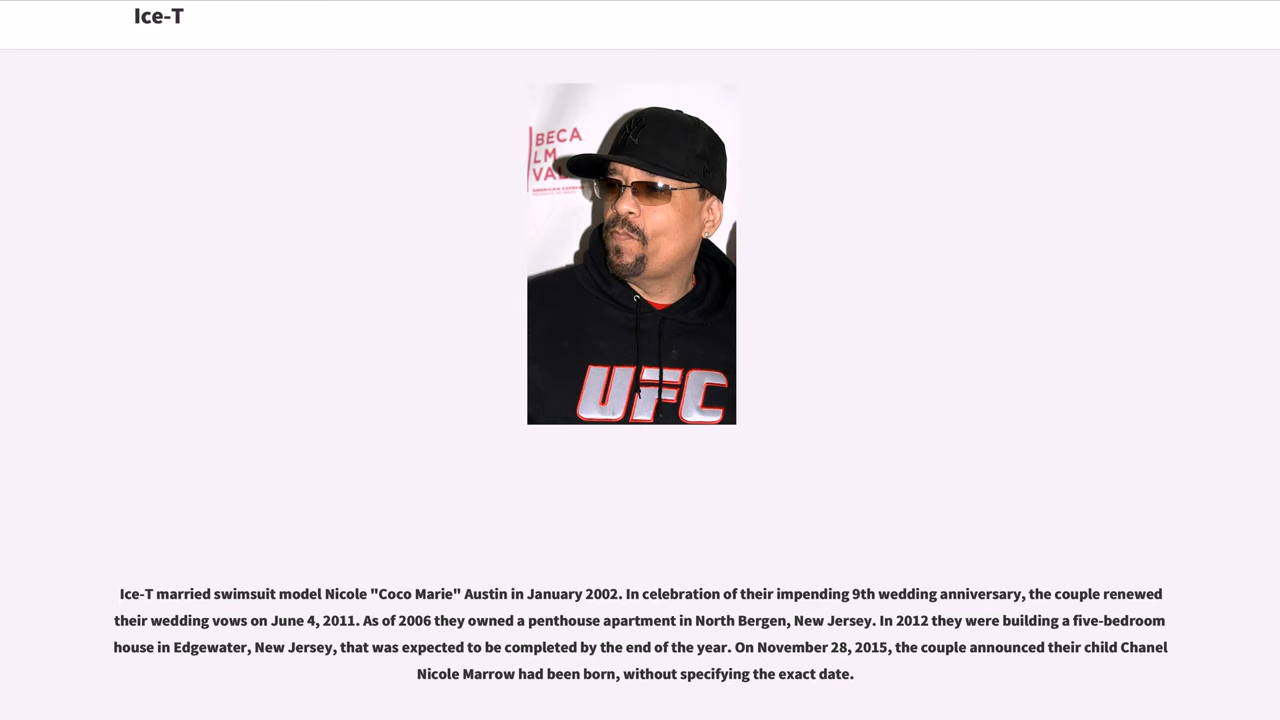 Ice-T
BECA
LM
VAL
AMERICAN EXPRESS
UFC
Ice-T married swimsuit model Nicole "Coco Marie" Austin in January 2002. In celebration of their impending 9th wedding anniversary, the couple renewed
their wedding vows on June 4, 2011. As of 2006 they owned a penthouse apartment in North Bergen, New Jersey. In 2012 they were building a five-bedroom
house in Edgewater, New Jersey, that was expected to be completed by the end of the year. On November 28, 2015, the couple announced their child Chanel
Nicole Marrow had been born, without specifying the exact date.